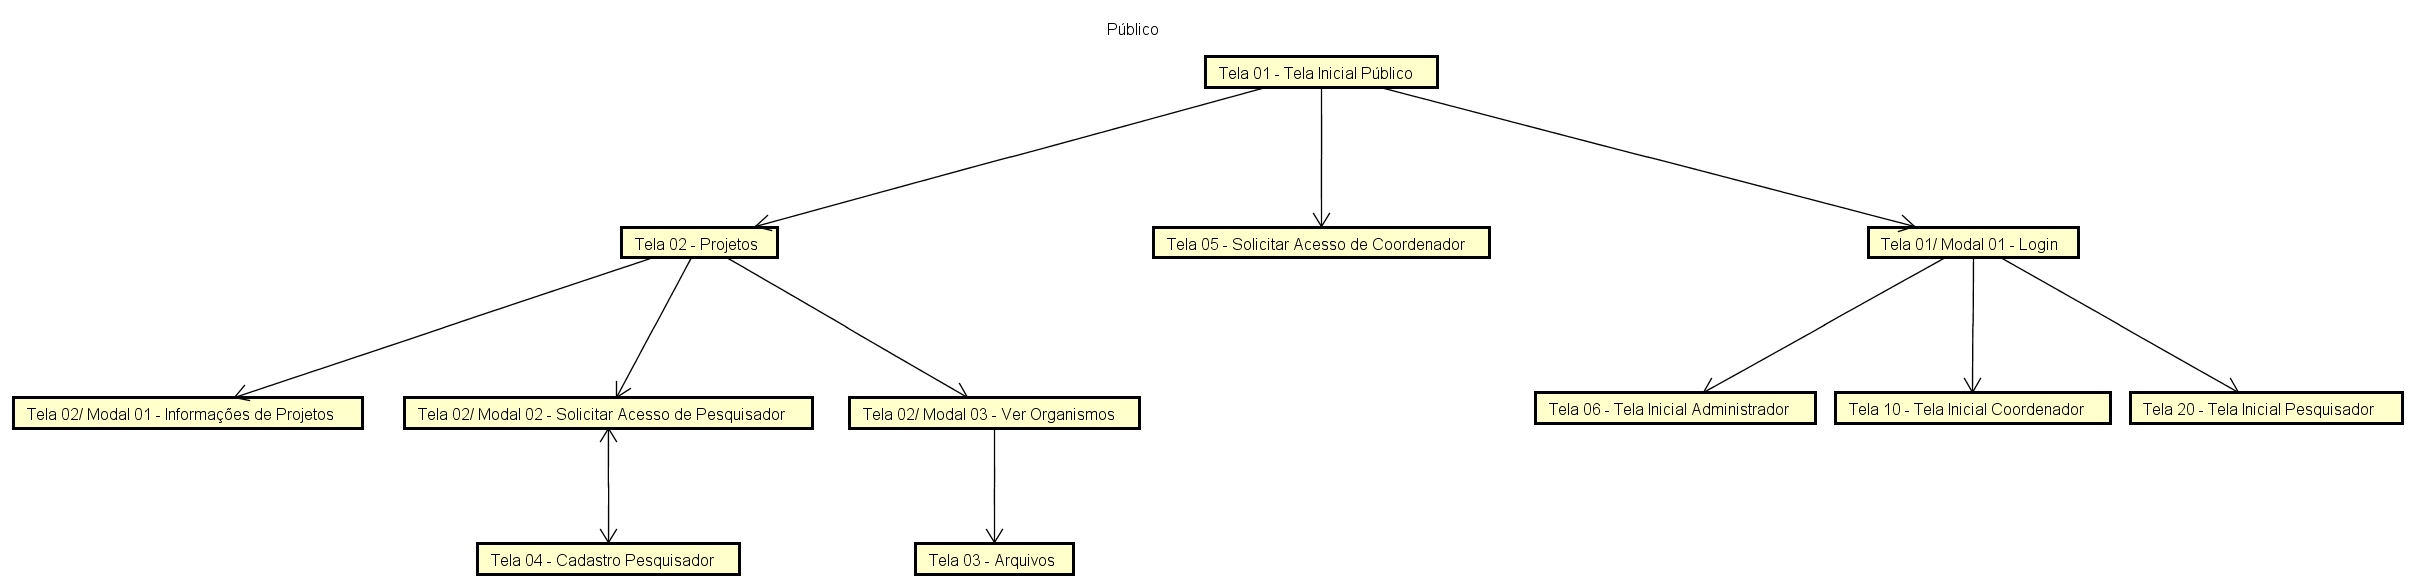 Público
Tela 01 - Tela Inicial Público
Tela 02 - Projetos
Tela 05 - Solicitar Acesso de Coordenador
Tela 01/ Modal 01 - Login
Tela 02/ Modal 01 - Informações de Projetos
Tela 02/ Modal 02 - Solicitar Acesso de Pesquisador
Tela 02/ Modal 03 - Ver Organismos
Tela 06 - Tela Inicial Administrador
Tela 10 - Tela Inicial Coordenador
Tela 20 - Tela Inicial Pesquisador
Tela 04 - Cadastro Pesquisador
Tela 03 - Arquivos